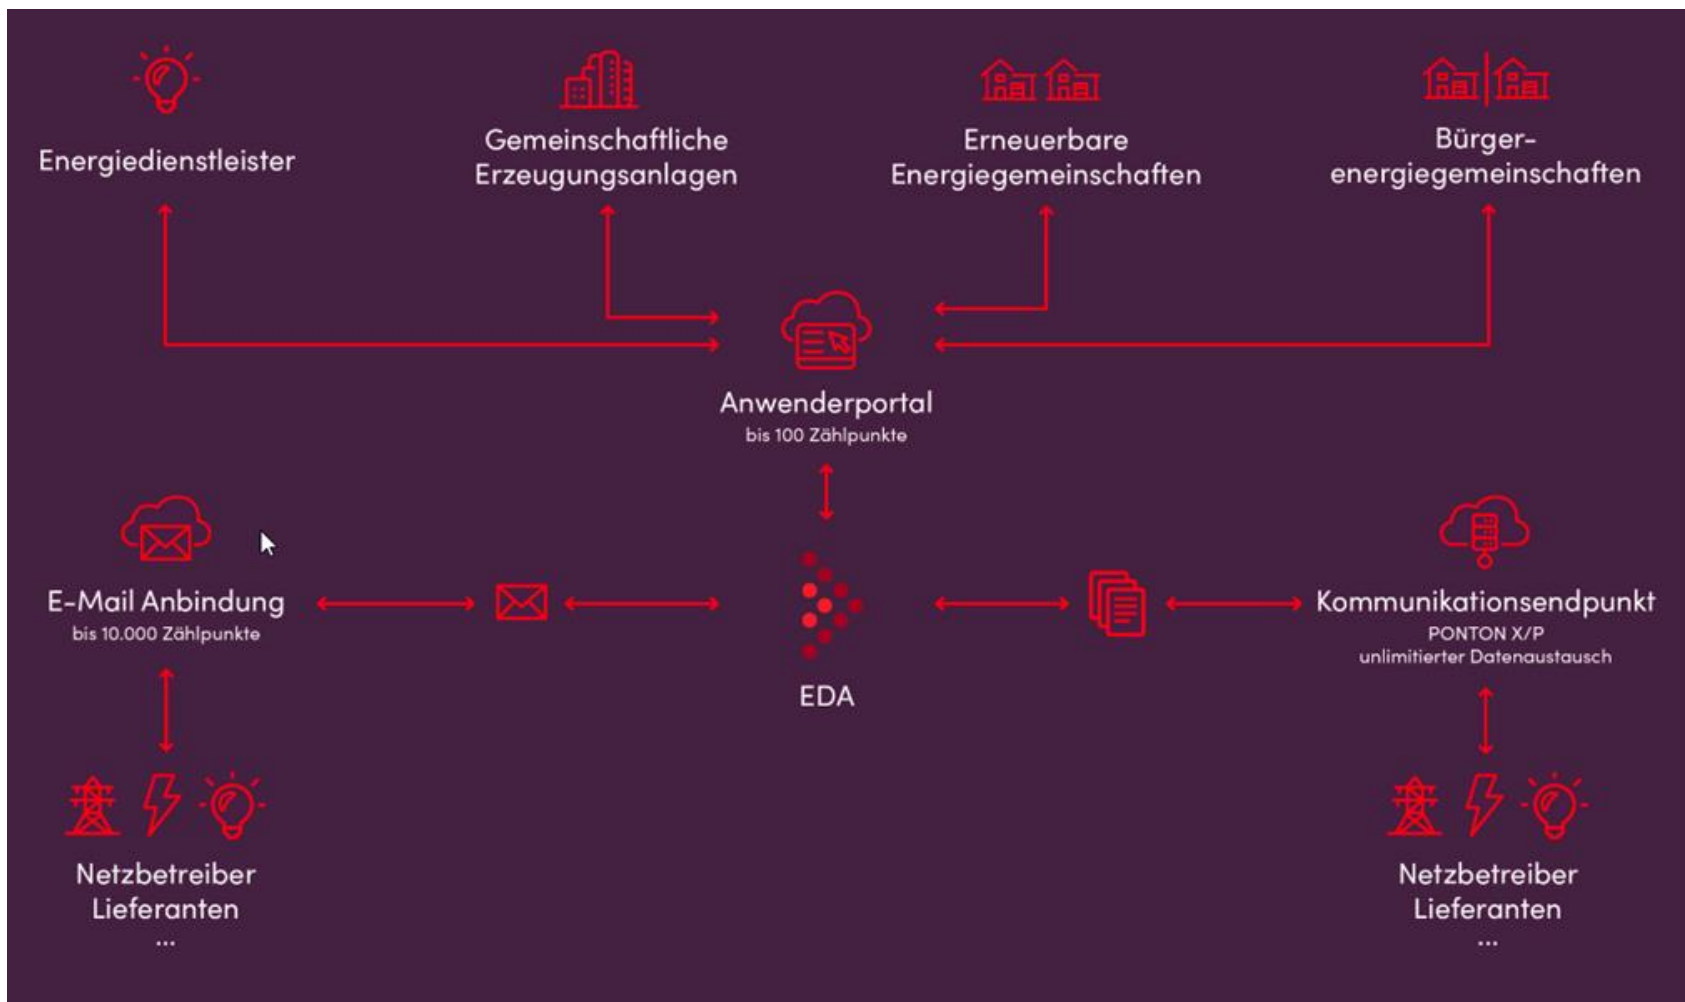 Energiedienstleister
Gemeinschaftliche
Erzeugungsanlagen
Erneuerbare
Energiegemeinschaften
Bürger-
energiegemeinschaften
Anwenderportal
bis 100 Zählpunkte
E-Mail Anbindung
bis 10.000 Zählpunkte
EDA
Kommunikationsendpunkt
PONTON X/P
unlimitierter Datenaustausch
Netzbetreiber
Lieferanten
...
Netzbetreiber
Lieferanten
...